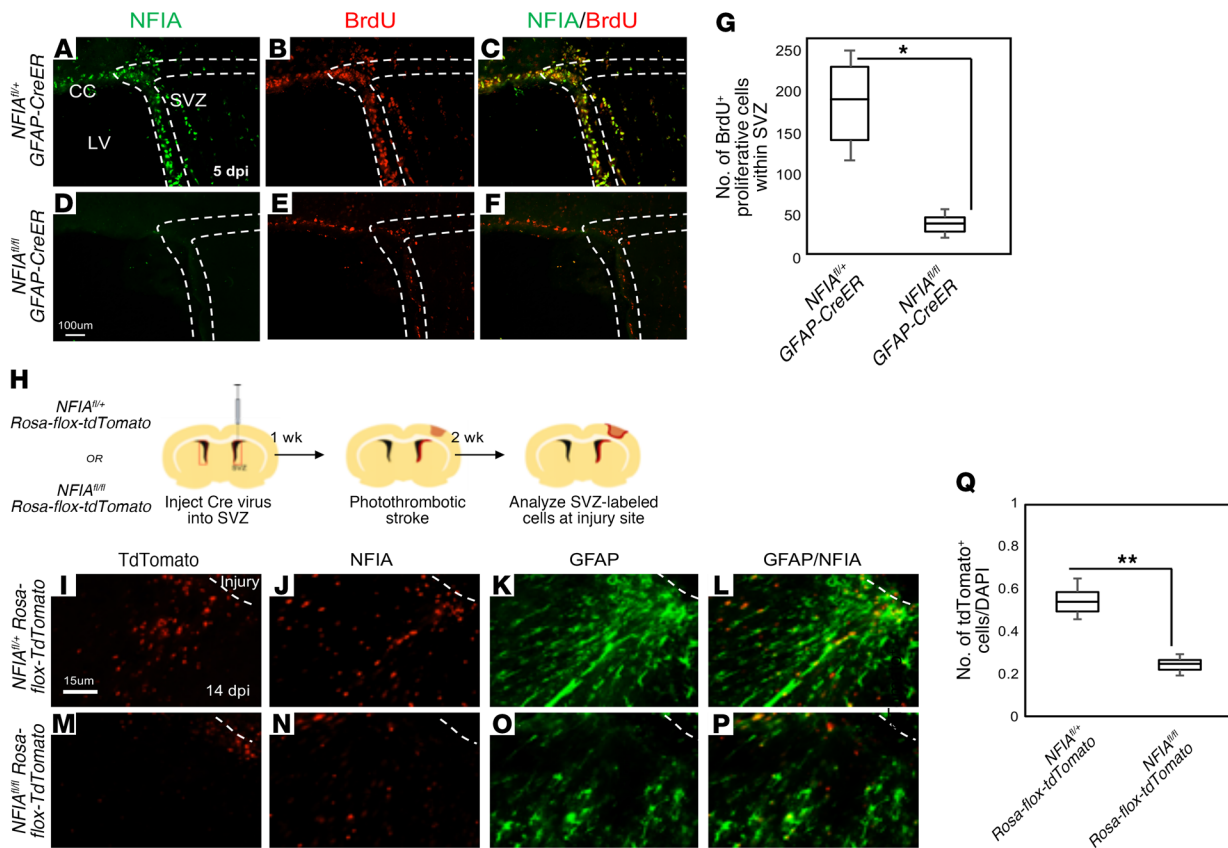 NFIA
BrdU
NFIA/BrdU
G
NFIA^fl/+
GFAP-CreER
A
B
C
CC
SVZ
LV
5 dpi
NFIA^fl/fl
GFAP-CreER
D
E
F
100um
No. of BrdU+
proliferative cells
within SVZ
250
200
150
100
50
0
*
NFIA^fl/+
GFAP-CreER
NFIA^fl/fl
GFAP-CreER
H
NFIA^fl/+
Rosa-flox-tdTomato
OR
NFIA^fl/fl
Rosa-flox-tdTomato
SVZ
1 wk
2 wk
Inject Cre virus
into SVZ
Photothrombotic
stroke
Analyze SVZ-labeled
cells at injury site
TdTomato
NFIA
GFAP
GFAP/NFIA
NFIA^fl/+ Rosa-
flox-TdTomato
I
Injury
J
K
L
15um
14 dpi
NFIA^fl/fl Rosa-
flox-TdTomato
M
N
O
P
Q
No. of tdTomato+
cells/DAPI
1
0.8
0.6
0.4
0.2
0
**
NFIA^fl/+
Rosa-flox-tdTomato
NFIA^fl/fl
Rosa-flox-tdTomato